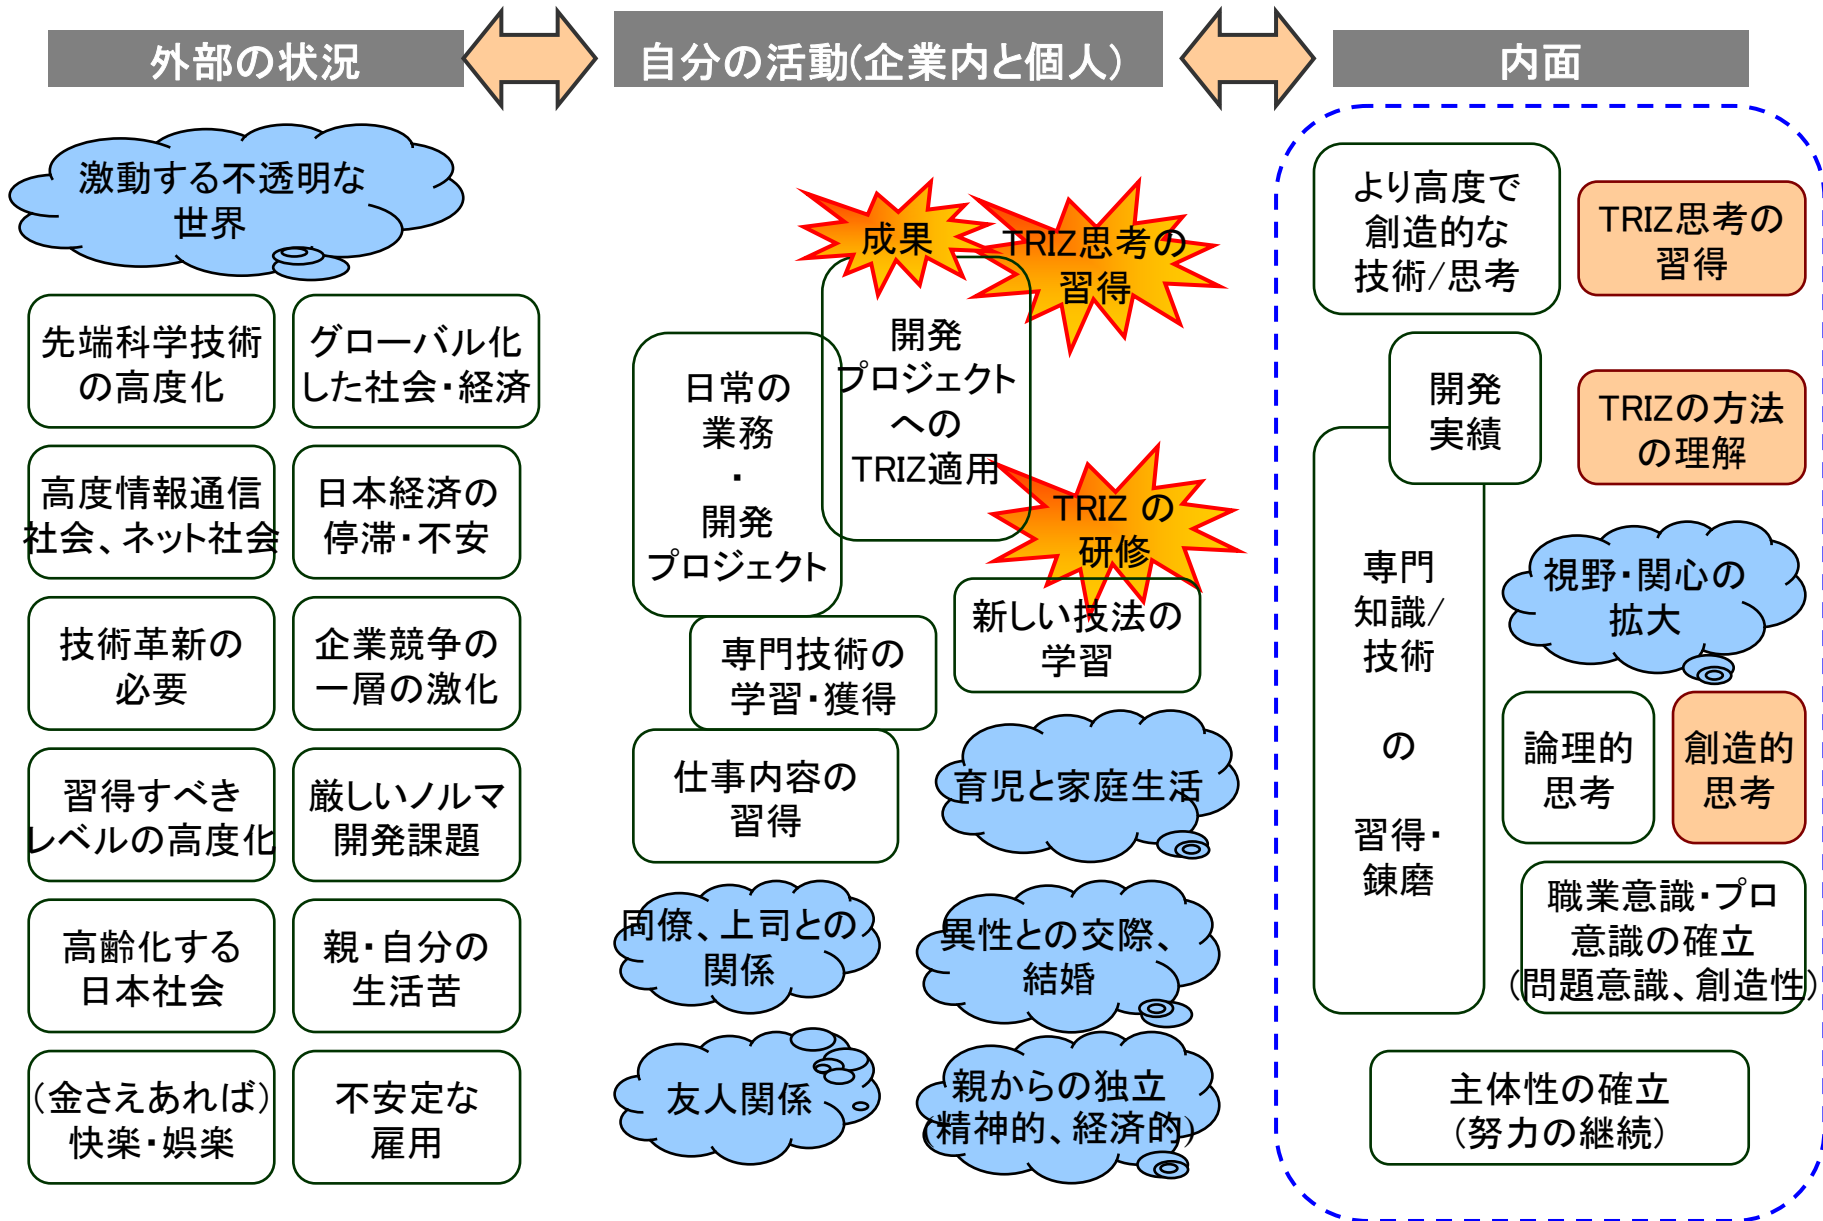 外部の状況
自分の活動(企業内と個人)
内面
激動する不透明な
世界
先端科学技術
の高度化
グローバル化
した社会・経済
高度情報通信
社会、ネット社会
日本経済の
停滞・不安
技術革新の
必要
企業競争の
一層の激化
習得すべき
レベルの高度化
厳しいノルマ
開発課題
高齢化する
日本社会
親・自分の
生活苦
(金さえあれば)
快楽・娯楽
不安定な
雇用
成果
TRIZ思考の
習得
開発
プロジェクト
への
TRIZ適用
日常の
業務
・
開発
プロジェクト
TRIZ の
研修
新しい技法の
学習
専門技術の
学習・獲得
仕事内容の
習得
育児と家庭生活
同僚、上司との
関係
異性との交際、
結婚
友人関係
親からの独立
(精神的、経済的)
より高度で
創造的な
技術/思考
TRIZ思考の
習得
開発
実績
TRIZの方法
の理解
専門
知識/
技術
の
習得・
錬磨
視野・関心の
拡大
論理的
思考
創造的
思考
職業意識・プロ
意識の確立
(問題意識、創造性)
主体性の確立
(努力の継続)